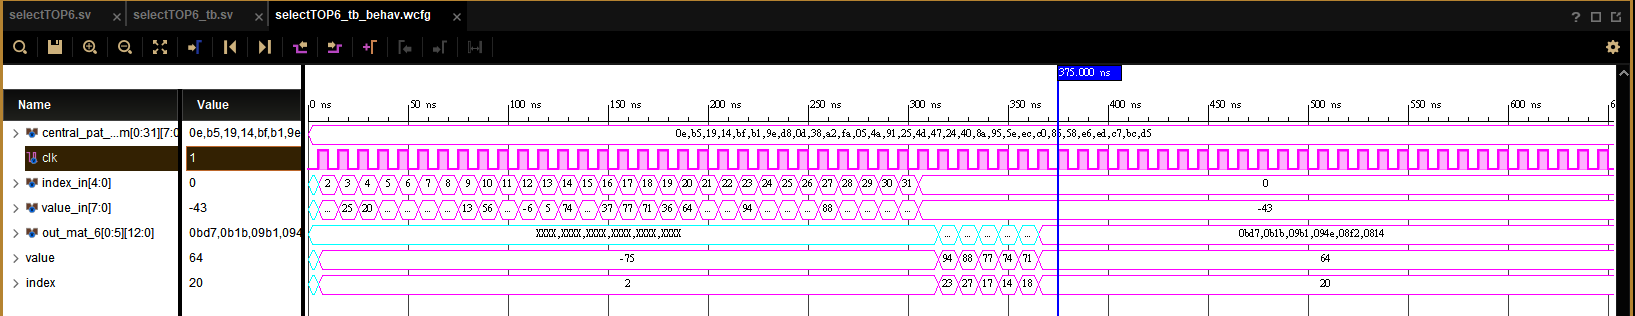 selectTOP6.sv × selectTOP6_tb.sv × selectTOP6_tb_behav.wcfg × ?
375.000 ns
Name Value 0 ns 50 ns 100 ns 150 ns 200 ns 250 ns 300 ns 350 ns 400 ns 450 ns 500 ns 550 ns 600 ns 6
central_pat_...m[0:31][7:0 0e,b5,19,14,bf,b1,9e 0e,b5,19,14,bf,b1,9e,d8,0d,38,a2,fa,05,4a,91,25,4d,47,24,40,8a,95,5e,ec,c0,85,58,e6,e1,c7,bc,d5
clk 1
index_in[4:0] 0 2 3 4 5 6 7 8 9 10 11 12 13 14 15 16 17 18 19 20 21 22 23 24 25 26 27 28 29 30 31 0
value_in[7:0] -43 ... 25 20 ... ... ... ... 13 56 ... -6 5 74 ... 37 77 71 36 64 ... ... 94 ... ... ... 88 ... ... ... ... -43
out_mat_6[0:5][12:0] 0bd7,0b1b,09b1,094 XXXX,XXXX,XXXX,XXXX,XXXX,XXXX ... ... ... ... ... 0bd7,0b1b,09b1,094e,08f2,0814
value 64 -75 94 88 77 74 71 64
index 20 2 23 27 17 14 18 20